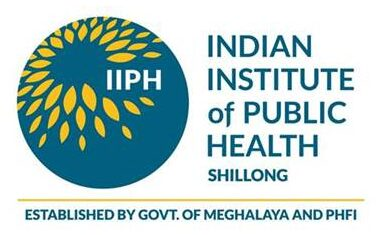 IIPH
INDIAN
INSTITUTE
of PUBLIC
HEALTH
SHILLONG
ESTABLISHED BY GOVT. OF MEGHALAYA AND PHFI